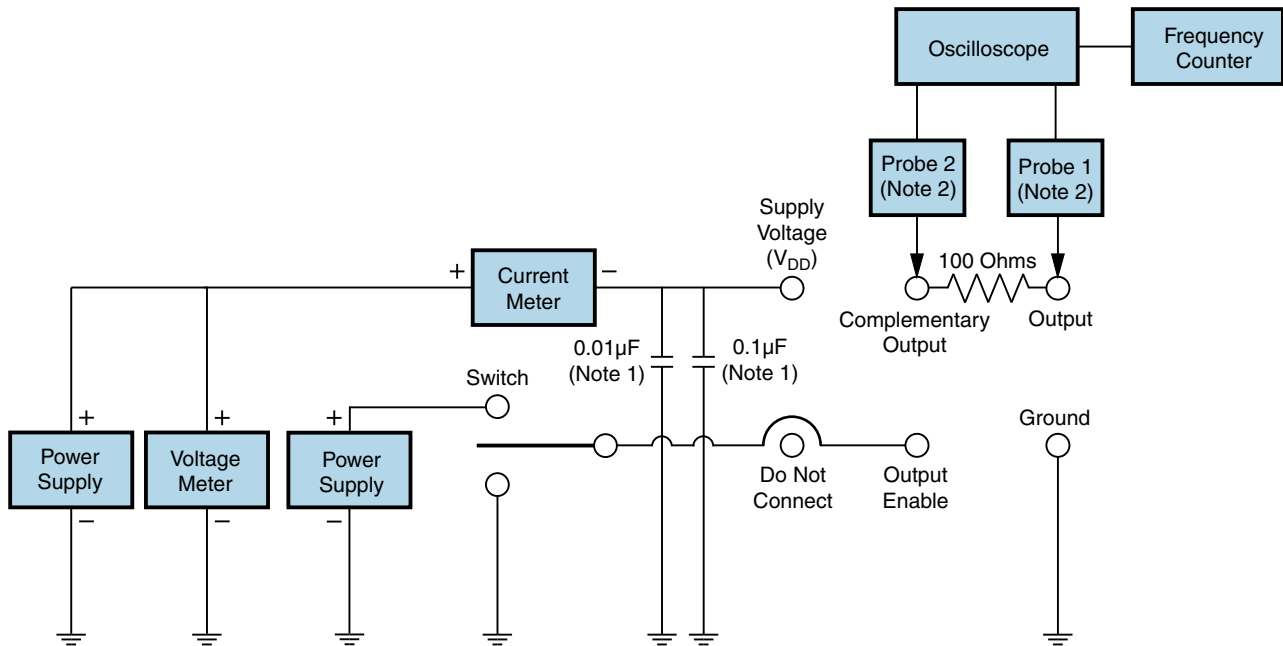 Oscilloscope
Frequency
Counter
Probe 2
(Note 2)
Probe 1
(Note 2)
Supply
Voltage
(VDD)
100 Ohms
Complementary
Output
Output
+
Current
Meter
−
0.01µF
(Note 1)
0.1µF
(Note 1)
Switch
+
Power
Supply
−
+
Voltage
Meter
−
+
Power
Supply
−
Do Not
Connect
Output
Enable
Ground